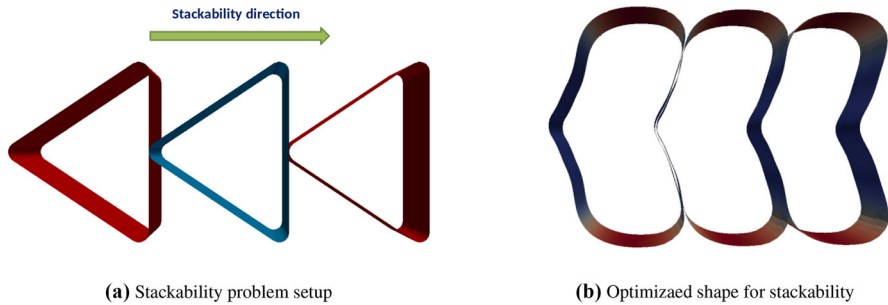 Stackability direction
(a) Stackability problem setup
(b) Optimizaed shape for stackability